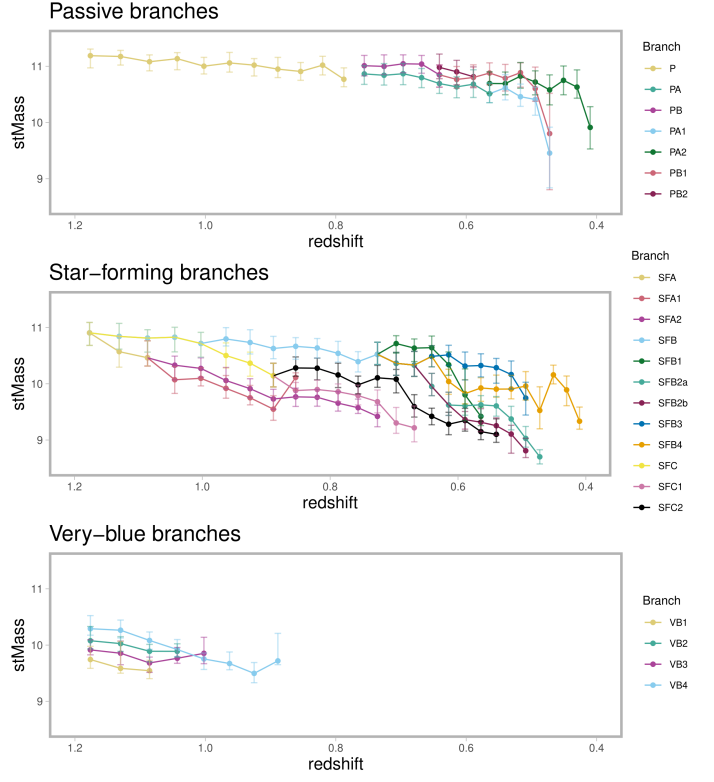 Passive branches
stMass
11
10
9
1.2
1.0
0.8
0.6
0.4
redshift
Branch
P
PA
PB
PA1
PA2
PB1
PB2
Star−forming branches
stMass
11
10
9
1.2
1.0
0.8
0.6
0.4
redshift
Branch
SFA
SFA1
SFA2
SFB
SFB1
SFB2a
SFB2b
SFB3
SFB4
SFC
SFC1
SFC2
Very−blue branches
stMass
11
10
9
1.2
1.0
0.8
0.6
0.4
redshift
Branch
VB1
VB2
VB3
VB4